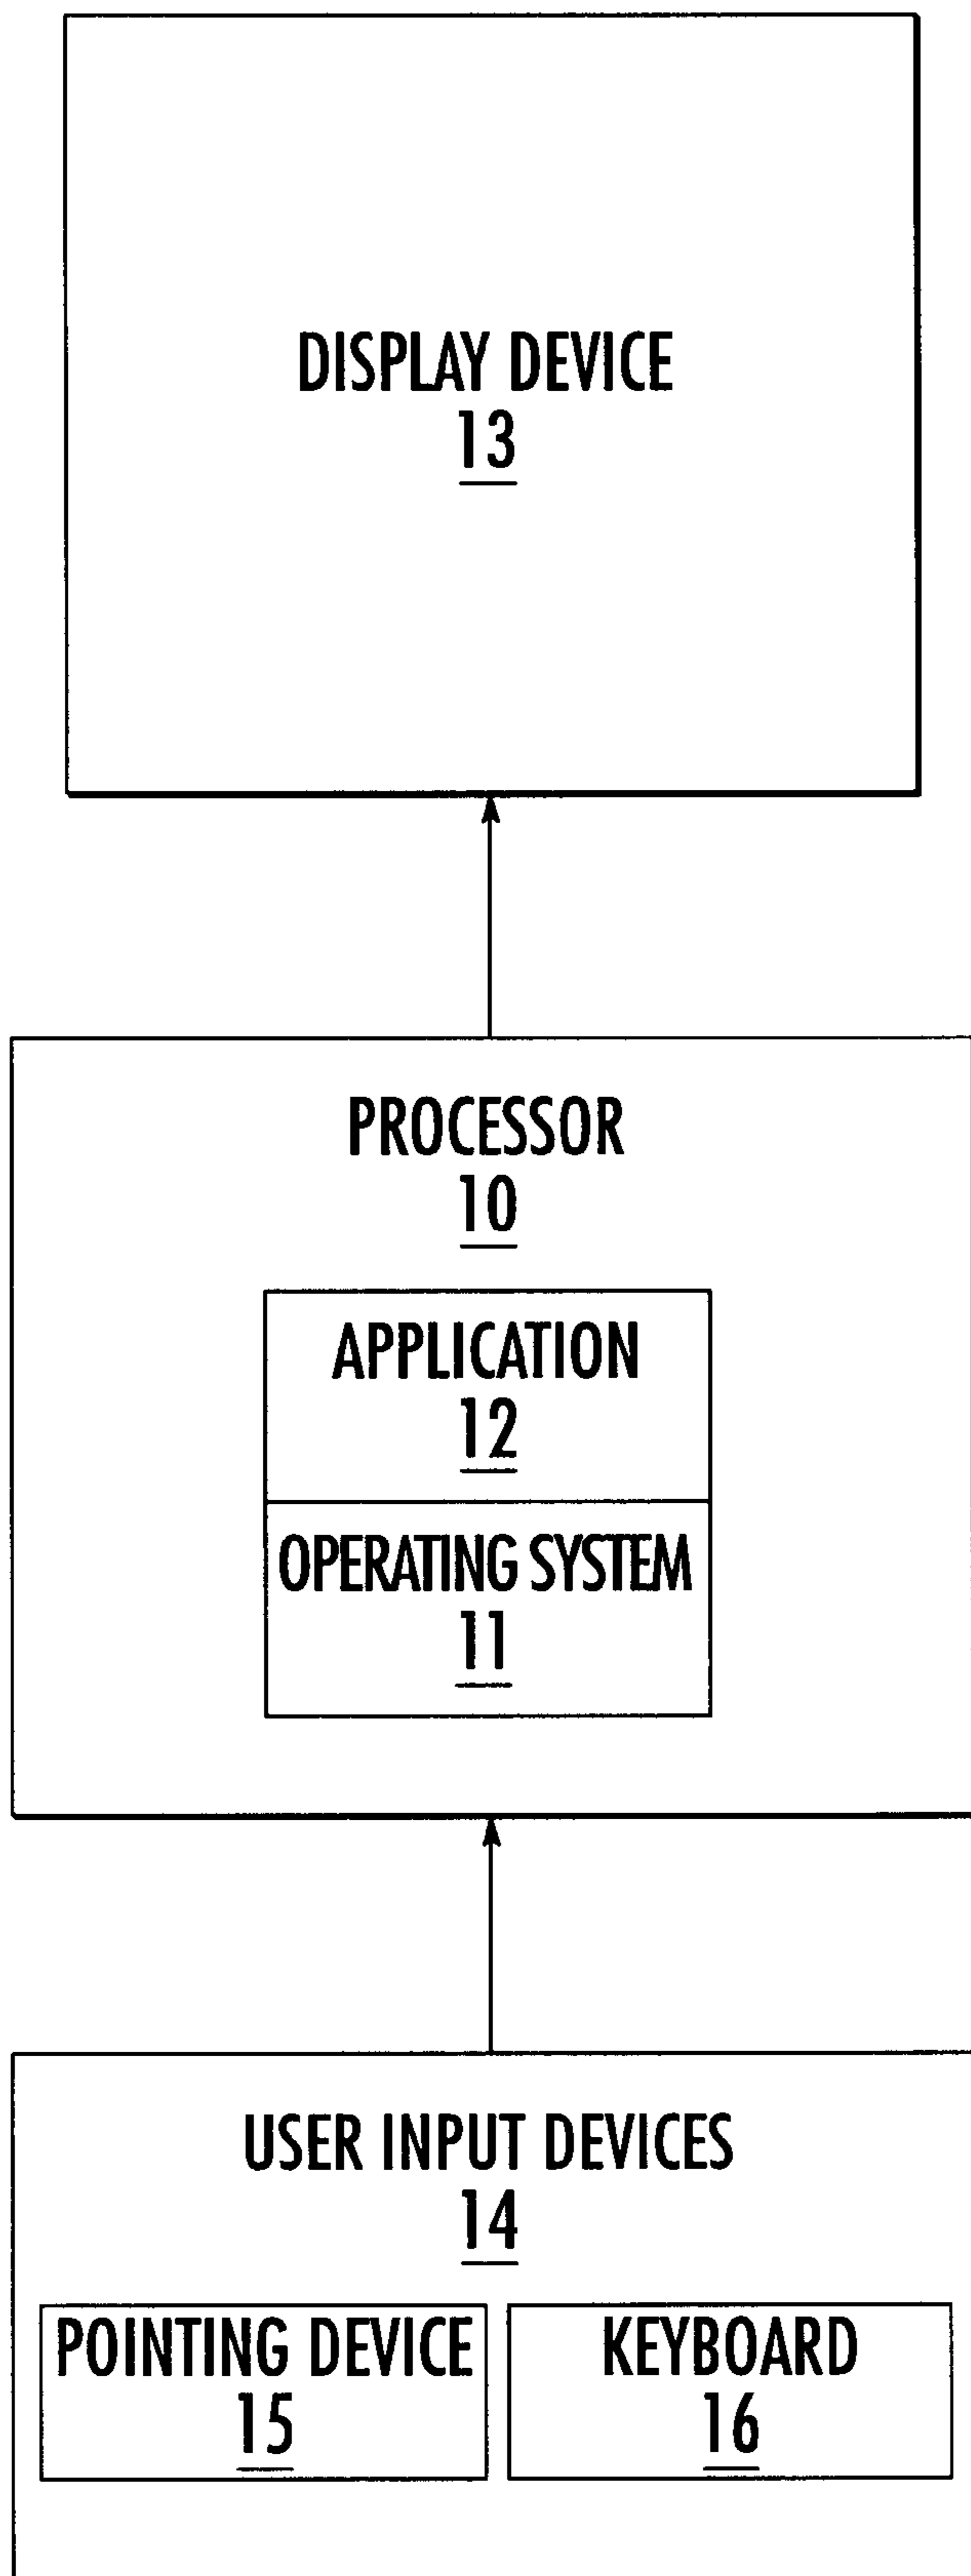 DISPLAY DEVICE
13
PROCESSOR
10
APPLICATION
12
OPERATING SYSTEM
11
USER INPUT DEVICES
14
POINTING DEVICE
15
KEYBOARD
16